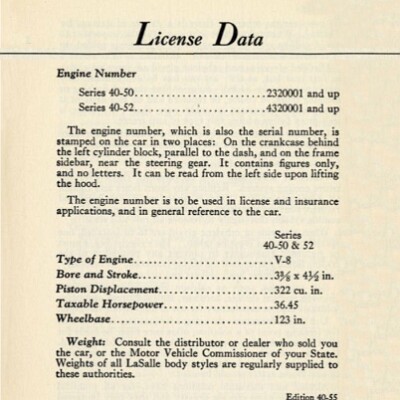 License Data
Engine Number
Series 40-50........................2320001 and up
Series 40-52........................4320001 and up
The engine number, which is also the serial number, is
stamped on the car in two places: On the crankcase behind
the left cylinder block, parallel to the dash, and on the frame
sidebar, near the steering gear. It contains figures only,
and no letters. It can be read from the left side upon lifting
the hood.
The engine number is to be used in license and insurance
applications, and in general reference to the car.
Series
40-50 & 52
Type of Engine........................V-8
Bore and Stroke........................3⅜ x 4½ in.
Piston Displacement........................322 cu. in.
Taxable Horsepower........................36.45
Wheelbase........................123 in.
Weight: Consult the distributor or dealer who sold you
the car, or the Motor Vehicle Commissioner of your State.
Weights of all LaSalle body styles are regularly supplied to
these authorities.
Edition 40-55